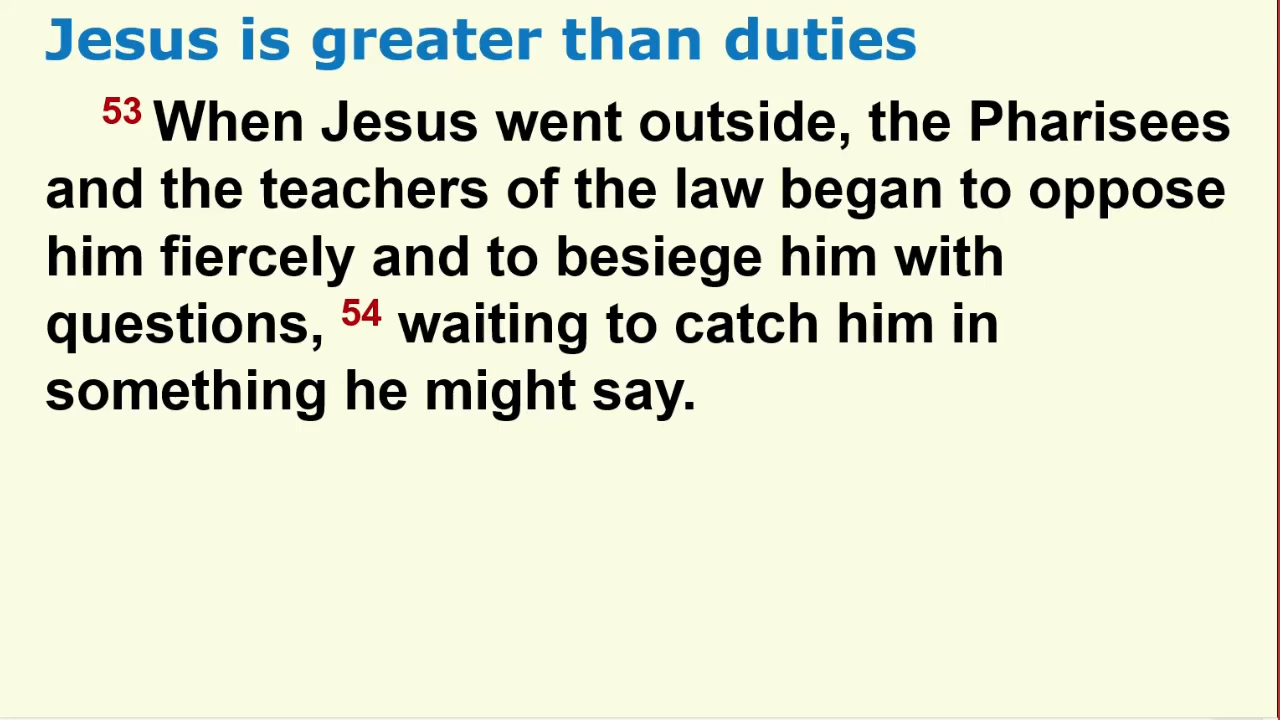 Jesus is greater than duties
53 When Jesus went outside, the Pharisees
and the teachers of the law began to oppose
him fiercely and to besiege him with
questions, 54 waiting to catch him in
something he might say.